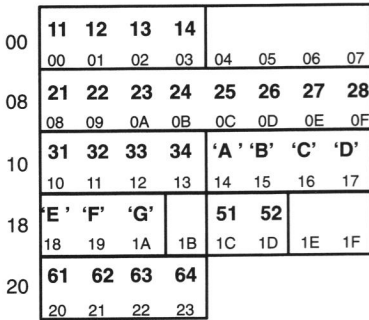 11 12 13 14
00 00 01 02 03 04 05 06 07
21 22 23 24 25 26 27 28
08 08 09 0A 0B 0C 0D 0E 0F
31 32 33 34 'A' 'B' 'C' 'D'
10 10 11 12 13 14 15 16 17
'E' 'F' 'G' 51 52
18 18 19 1A 1B 1C 1D 1E 1F
61 62 63 64
20 20 21 22 23